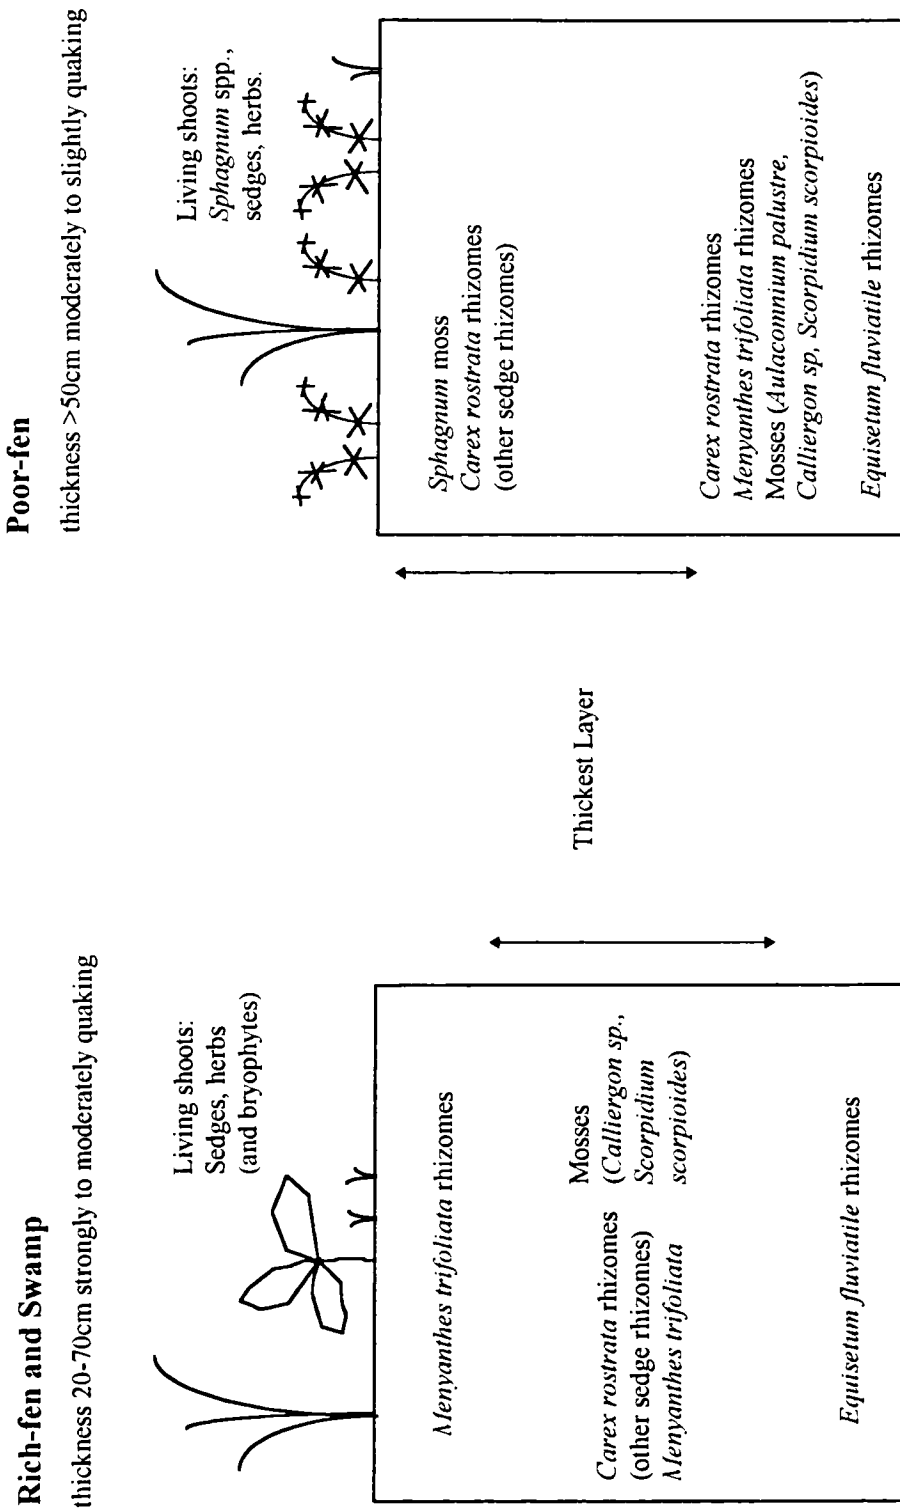 Rich-fen and Swamp
thickness 20-70cm strongly to moderately quaking
Living shoots:
Sedges, herbs
(and bryophytes)
Menyanthes trifoliata rhizomes
Carex rostrata rhizomes
(other sedge rhizomes)
Menyanthes trifoliata
Mosses
(Calliergon sp.,
Scorpidium
scorpioides)
Equisetum fluviatile rhizomes
Thickest Layer
Poor-fen
thickness >50cm moderately to slightly quaking
Living shoots:
Sphagnum spp.,
sedges, herbs.
Sphagnum moss
Carex rostrata rhizomes
(other sedge rhizomes)
Carex rostrata rhizomes
Menyanthes trifoliata rhizomes
Mosses (Aulacomnium palustre,
Calliergon sp, Scorpidium scorpioides)
Equisetum fluviatile rhizomes